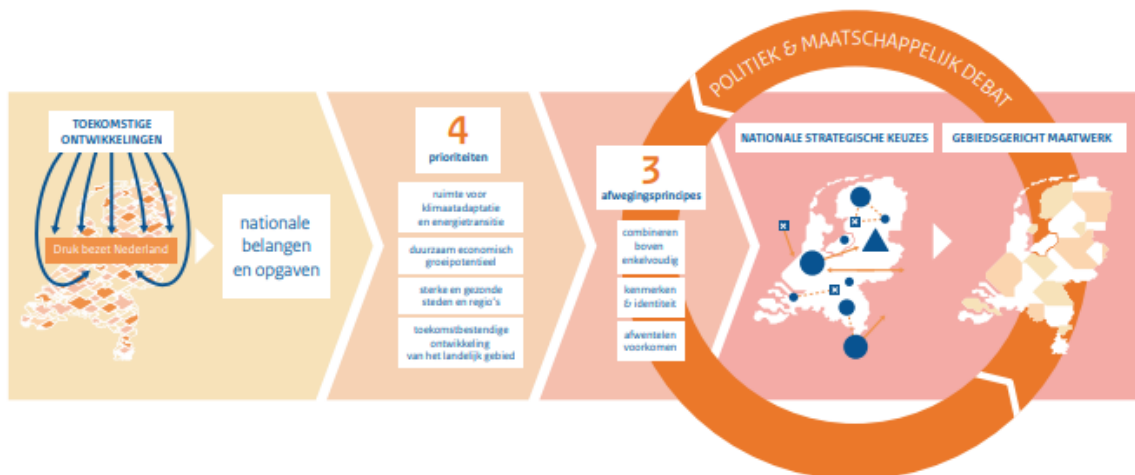 POLITIEK & MAATSCHAPPELIJK DEBAT
TOEKOMSTIGE
ONTWIKKELINGEN
Druk bezet Nederland
nationale
belangen
en opgaven
4
prioriteiten
ruimte voor
klimaatadaptatie
en energietransitie
duurzaam economisch
groeipotentieel
sterke en gezonde
steden en regio's
toekomstbestendige
ontwikkeling
van het landelijk gebied
3
afwegingsprincipes
combineren
boven
enkelvoudig
kenmerken
& identiteit
afwentelen
voorkomen
NATIONALE STRATEGISCHE KEUZES
GEBIEDSGERICHT MAATWERK